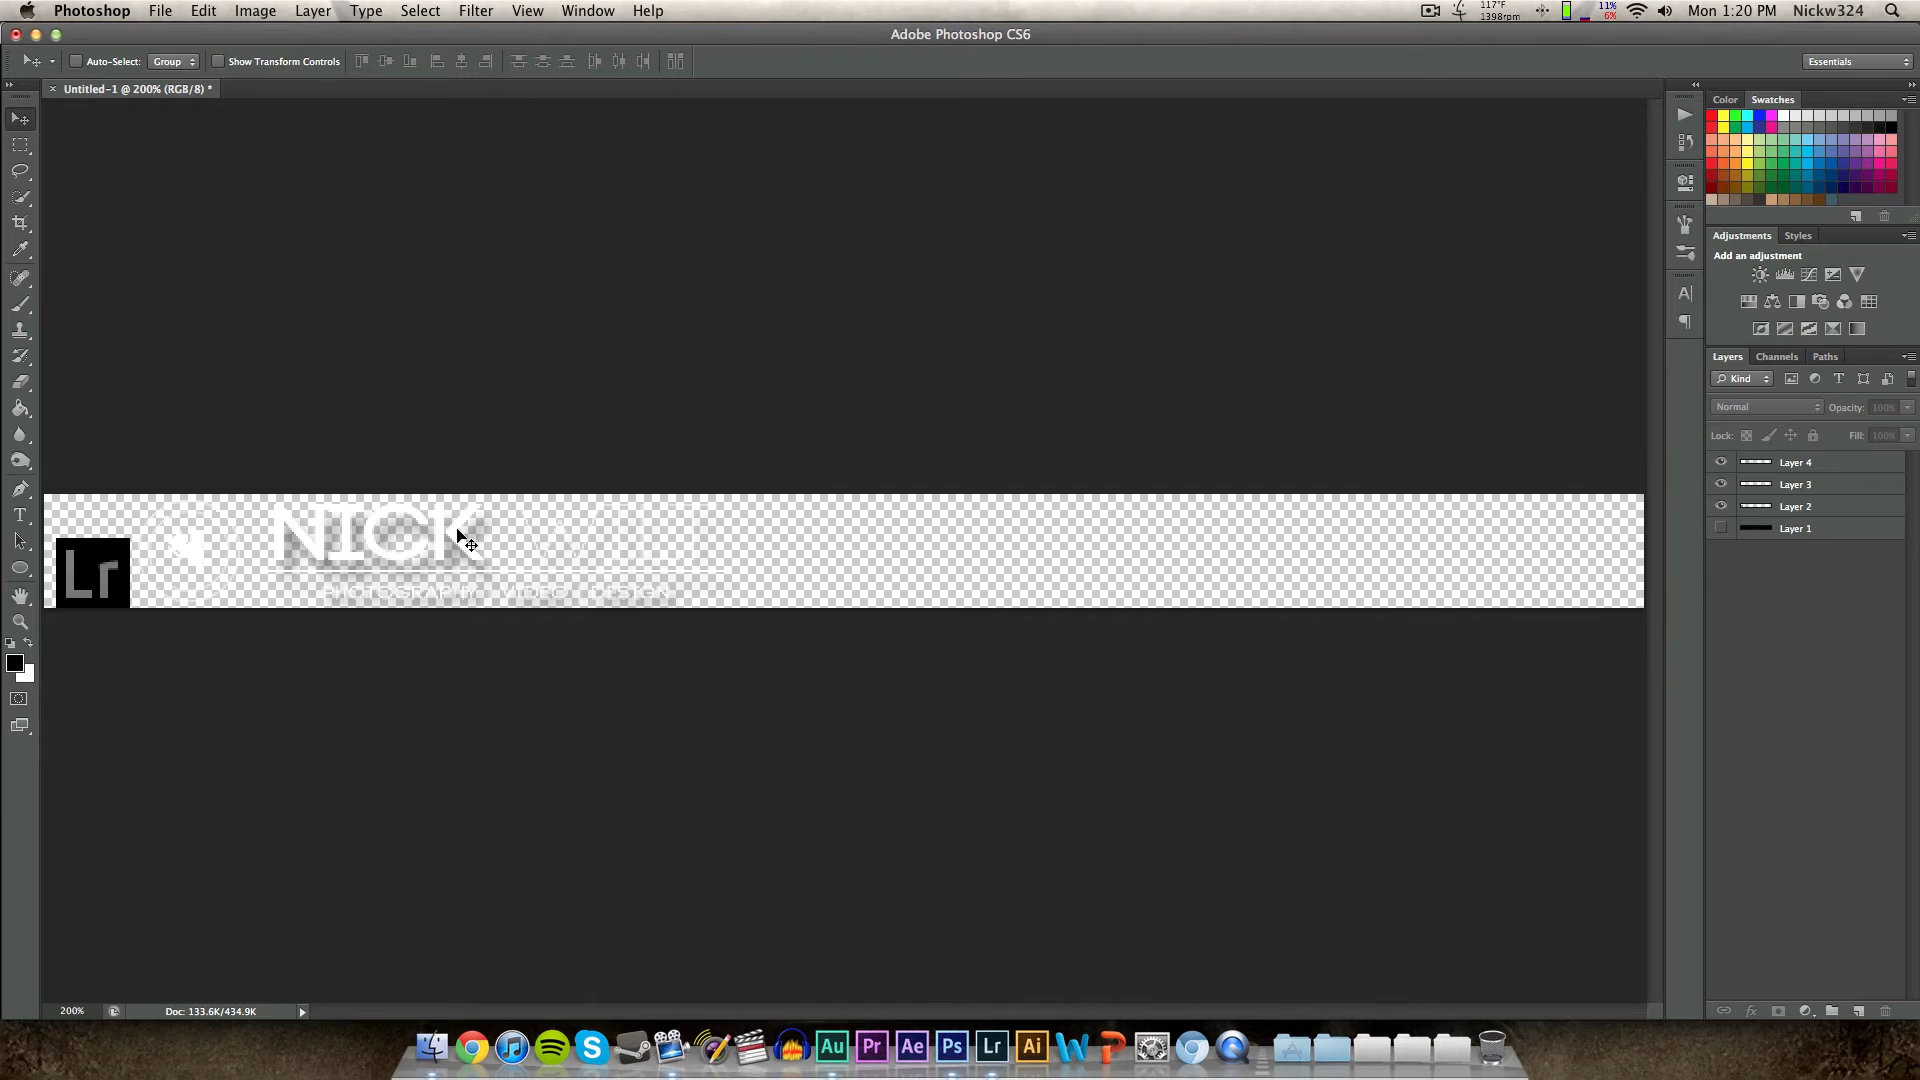 Photoshop File Edit Image Layer Type Select Filter View Window Help
117°F
1398rpm
11%
6%
Mon 1:20 PM Nickw324
Adobe Photoshop CS6
Auto-Select: Group Show Transform Controls
Essentials
× Untitled-1 @ 200% (RGB/8) *
Color Swatches
Adjustments Styles
Add an adjustment
Layers Channels Paths
Kind
Normal Opacity: 100%
Lock: Fill: 100%
Layer 4
Layer 3
Layer 2
Layer 1
NICK
Lr
PHOTOGRAPHY | VIDEO | DESIGN
200% Doc: 133.6K/434.9K
Au Pr Ae Ps Lr Ai W P